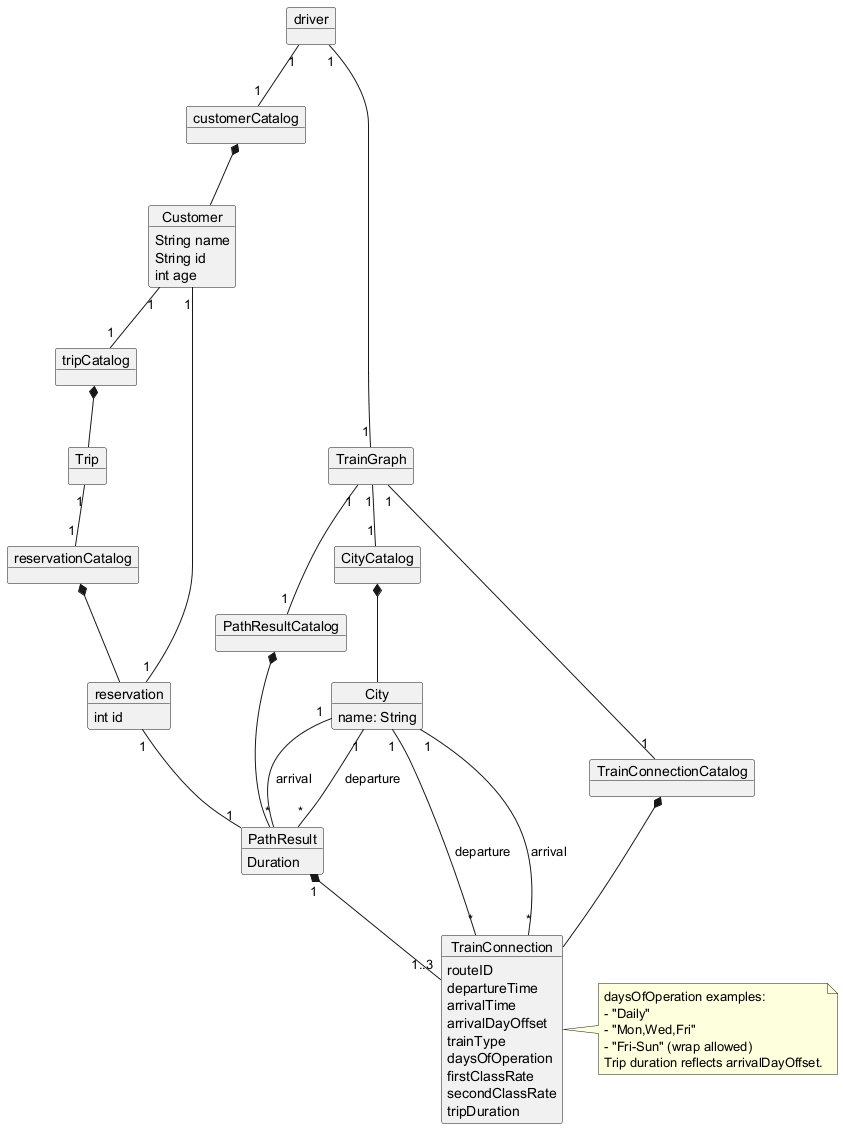 driver
1
1
1
customerCatalog
Customer
String name
String id
int age
1
1
1
tripCatalog
Trip
1
1
1
TrainGraph
1
1
1
1
reservationCatalog
CityCatalog
1
PathResultCatalog
1
reservation
int id
City
name: String
1
1
1
1
1
1
TrainConnectionCatalog
arrival
departure
1
*
*
PathResult
Duration
departure
arrival
1
*
*
1..3
TrainConnection
routeID
departureTime
arrivalTime
arrivalDayOffset
trainType
daysOfOperation
firstClassRate
secondClassRate
tripDuration
daysOfOperation examples:
- "Daily"
- "Mon,Wed,Fri"
- "Fri-Sun" (wrap allowed)
Trip duration reflects arrivalDayOffset.